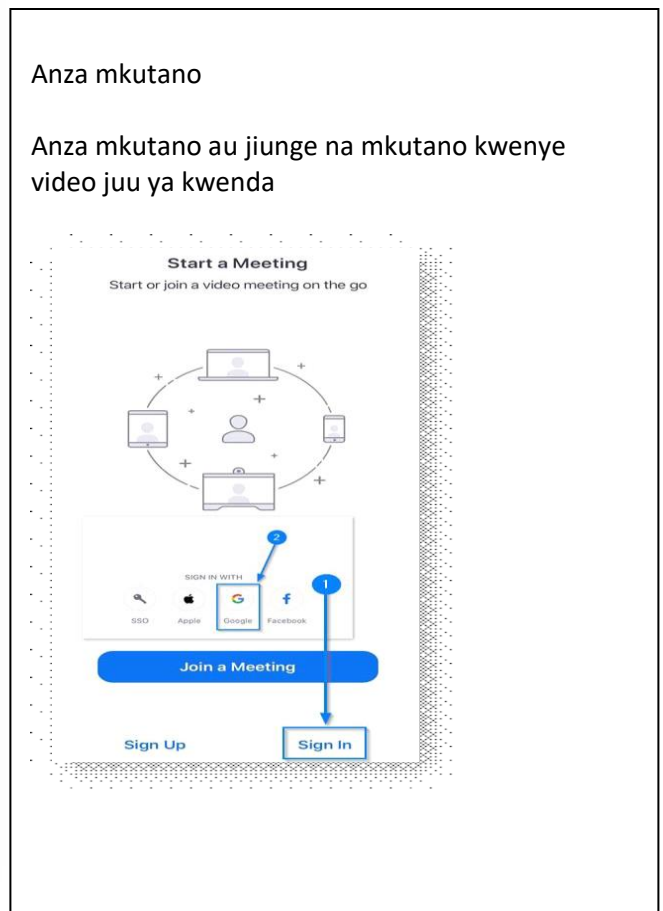 Anza mkutano
Anza mkutano au jiunge na mkutano kwenye
video juu ya kwenda
Start a Meeting
Start or join a video meeting on the go
2
SIGN IN WITH
1
SSO Apple Google Facebook
Join a Meeting
Sign Up Sign In